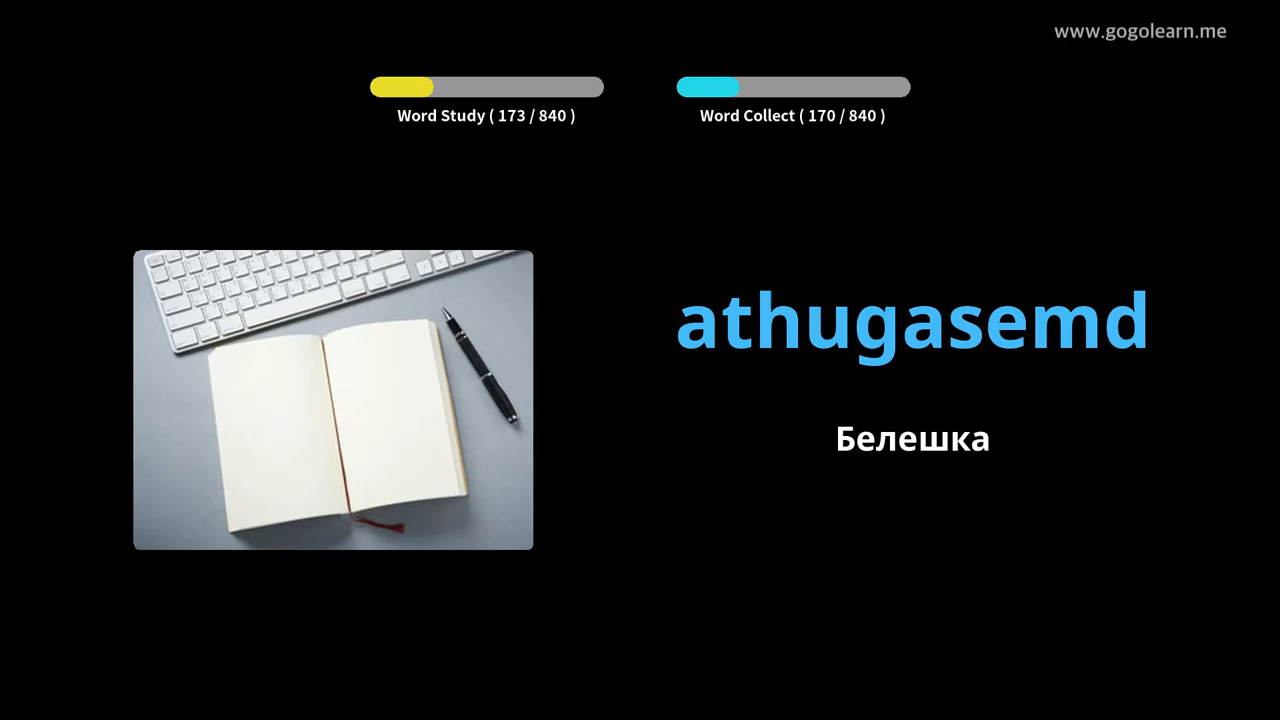 www.gogolearn.me
Word Study ( 173 / 840 )
Word Collect ( 170 / 840 )
athugasemd
Белешка